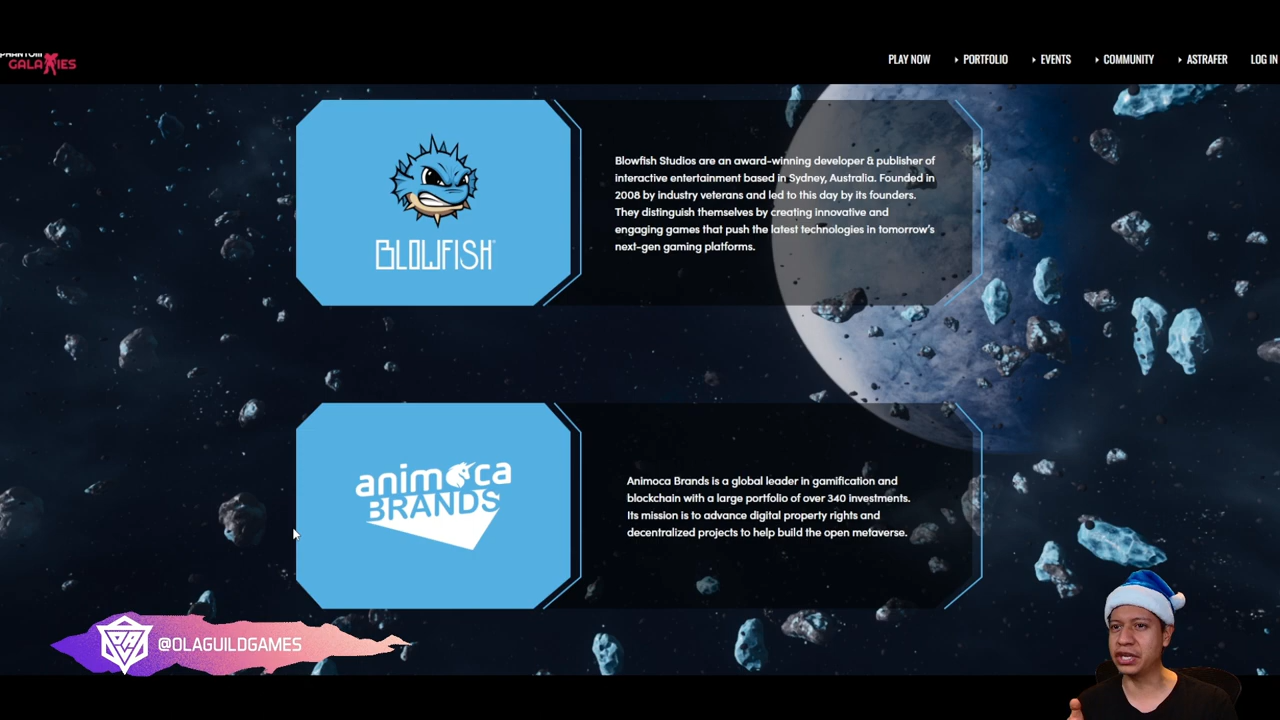 PHANTOM
GALAXIES
PLAY NOW
PORTFOLIO
EVENTS
COMMUNITY
ASTRAFER
LOG IN
BLOWFISH
Blowfish Studios are an award-winning developer & publisher of
interactive entertainment based in Sydney, Australia. Founded in
2008 by industry veterans and led to this day by its founders.
They distinguish themselves by creating innovative and
engaging games that push the latest technologies in tomorrow’s
next-gen gaming platforms.
animoca
BRANDS
Animoca Brands is a global leader in gamification and
blockchain with a large portfolio of over 340 investments.
Its mission is to advance digital property rights and
decentralized projects to help build the open metaverse.
@OLAGUILDGAMES